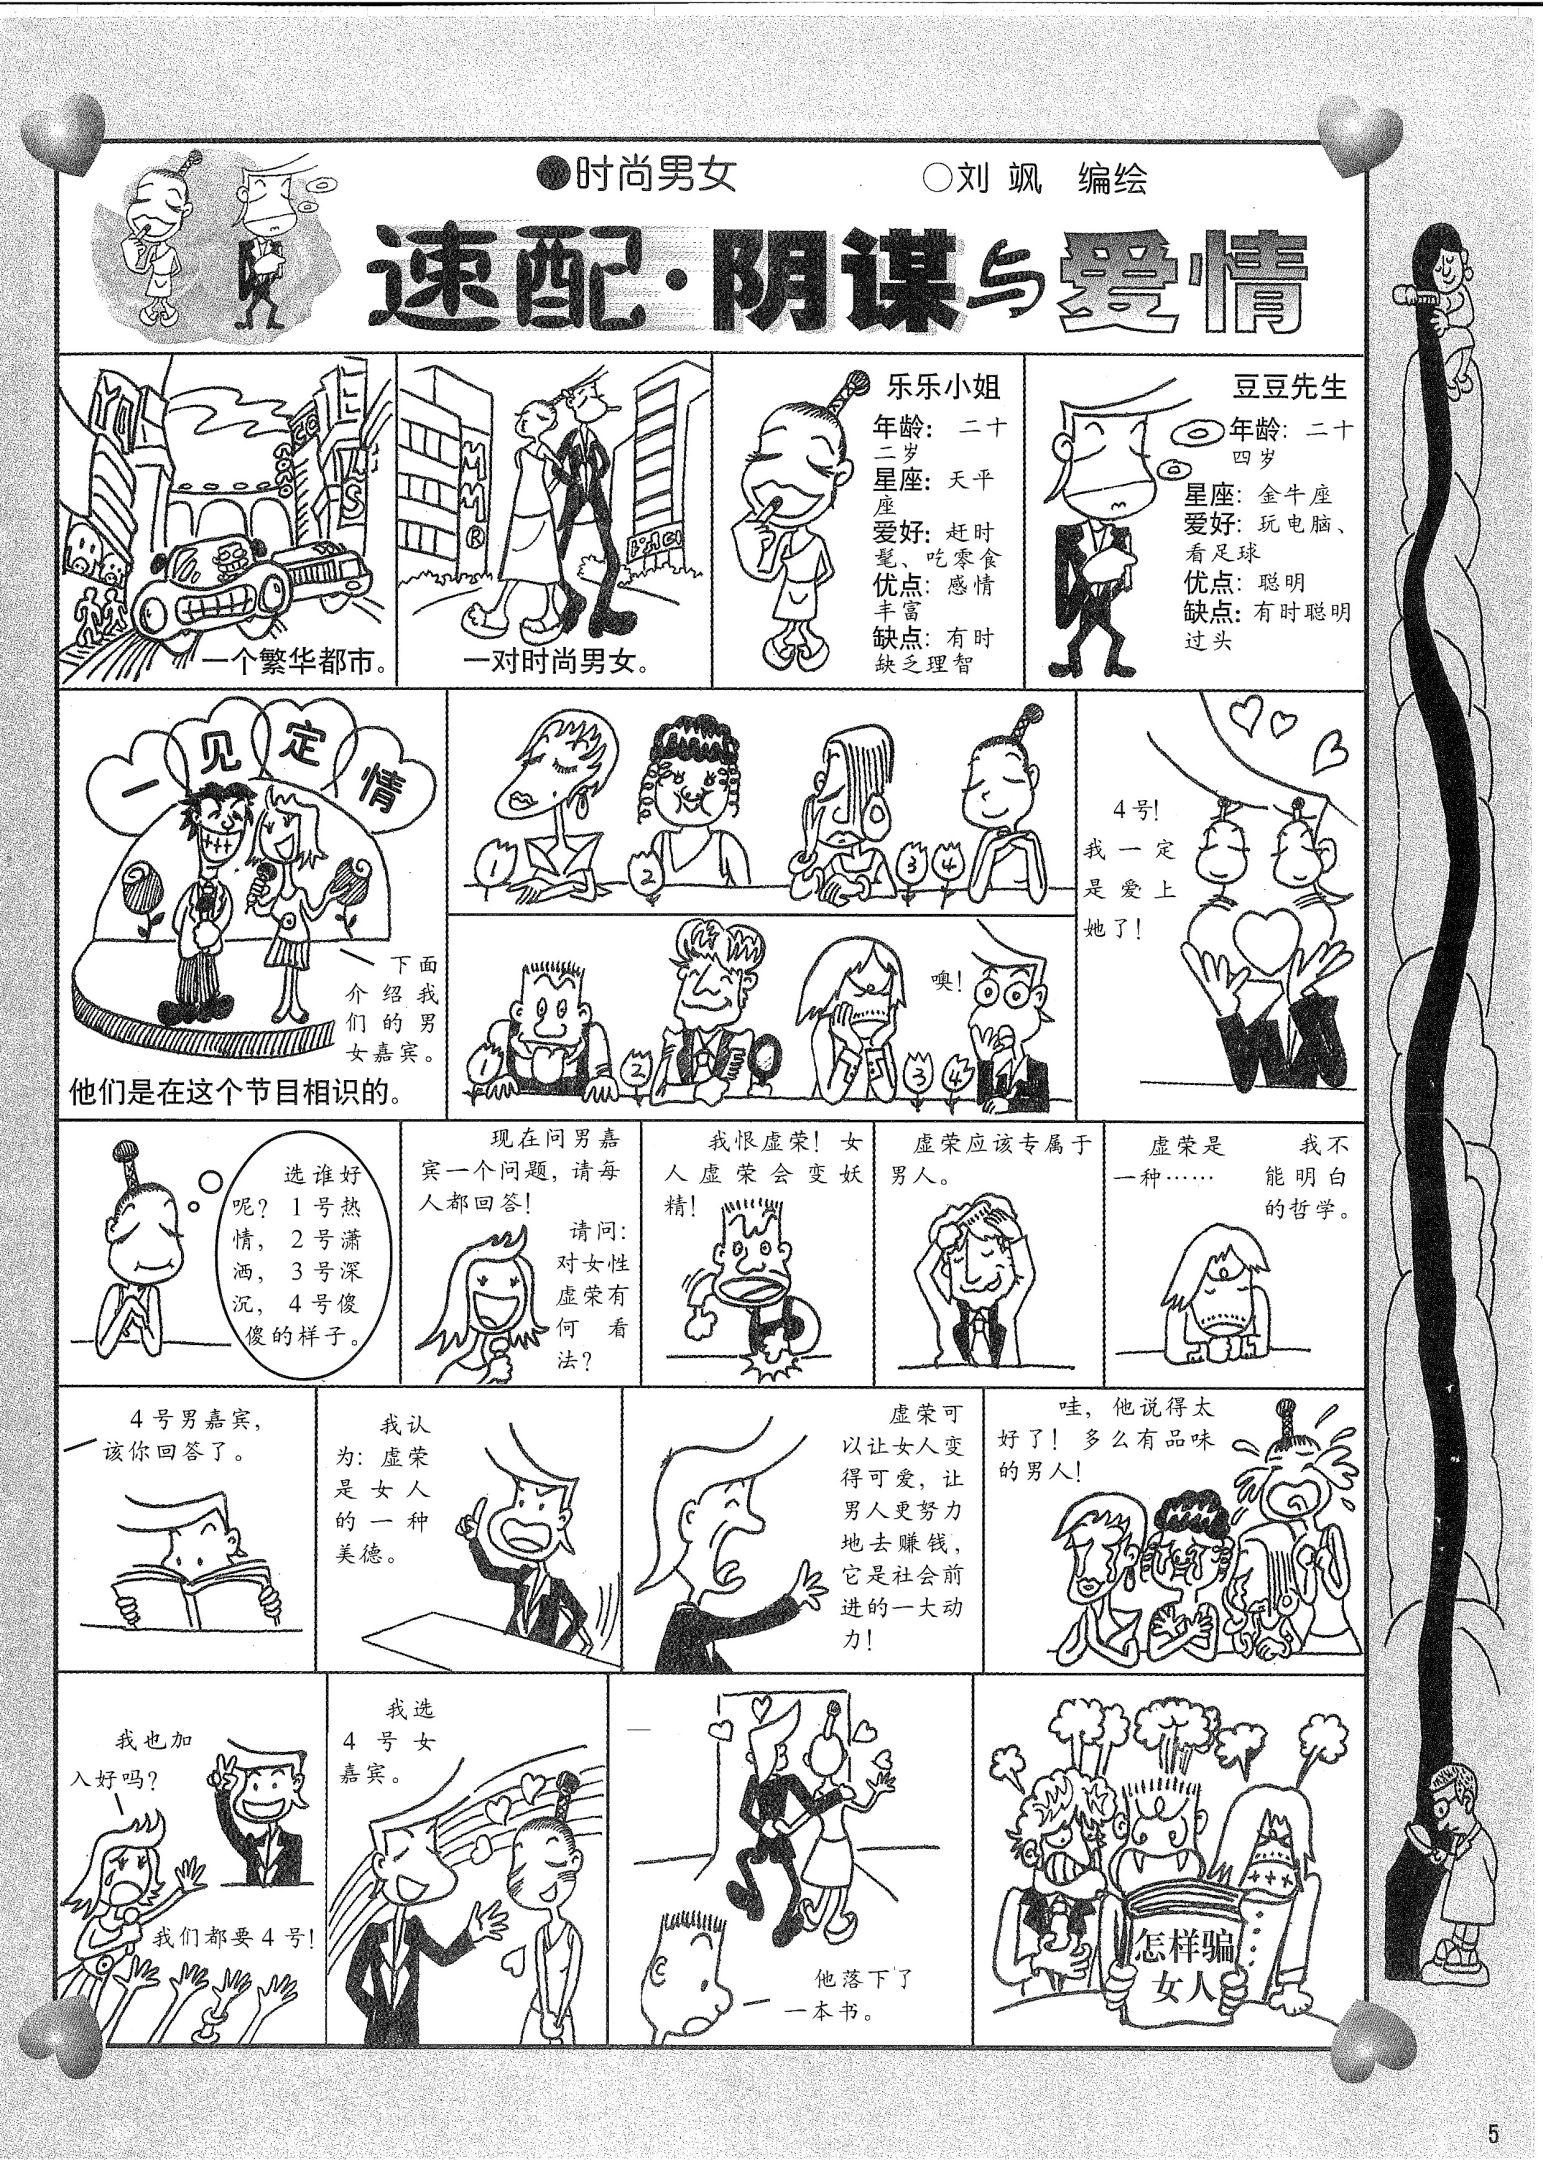 ●时尚男女
○刘 飒 编绘
速配·阴谋与爱情
COCO
MMR
一个繁华都市。
一对时尚男女。
乐乐小姐
年龄：二十
二岁
星座：天平
座
爱好：赶时
髦、吃零食
优点：感情
丰富
缺点：有时
缺乏理智
豆豆先生
年龄：二十
四岁
星座：金牛座
爱好：玩电脑、
看足球
优点：聪明
缺点：有时聪明
过头
一见定情
下面
介绍我
们的男
女嘉宾。
他们是在这个节目相识的。
1
2
3
4
噢！
1
2
3
4
4号！
我一定
是爱上
她了！
选谁好
呢？1号热
情，2号潇
洒，3号深
沉，4号傻
傻的样子。
现在问男嘉
宾一个问题，请每
人都回答！
请问：
对女性
虚荣有
何看
法？
我恨虚荣！女
人虚荣会变妖
精！
虚荣应该专属于
男人。
虚荣是
一种……
我不
能明白
的哲学。
4号男嘉宾，
该你回答了。
我认
为：虚荣
是女人
的一种
美德。
虚荣可
以让女人变
得可爱，让
男人更努力
地去赚钱，
它是社会前
进的一大动
力！
哇，他说得太
好了！多么有品味
的男人！
我也加
入好吗？
我们都要4号！
我选
4号女
嘉宾。
他落下了
一本书。
怎样骗
女人
5